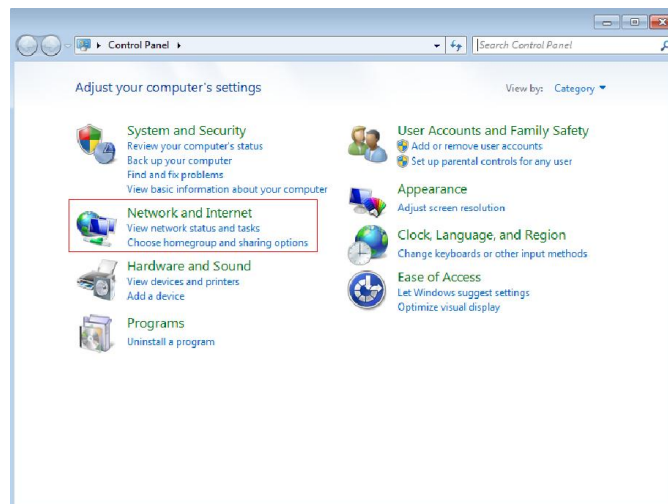 Control Panel
Search Control Panel
Adjust your computer's settings
View by: Category
System and Security
Review your computer's status
Back up your computer
Find and fix problems
View basic information about your computer
Network and Internet
View network status and tasks
Choose homegroup and sharing options
Hardware and Sound
View devices and printers
Add a device
Programs
Uninstall a program
User Accounts and Family Safety
Add or remove user accounts
Set up parental controls for any user
Appearance
Adjust screen resolution
Clock, Language, and Region
Change keyboards or other input methods
Ease of Access
Let Windows suggest settings
Optimize visual display